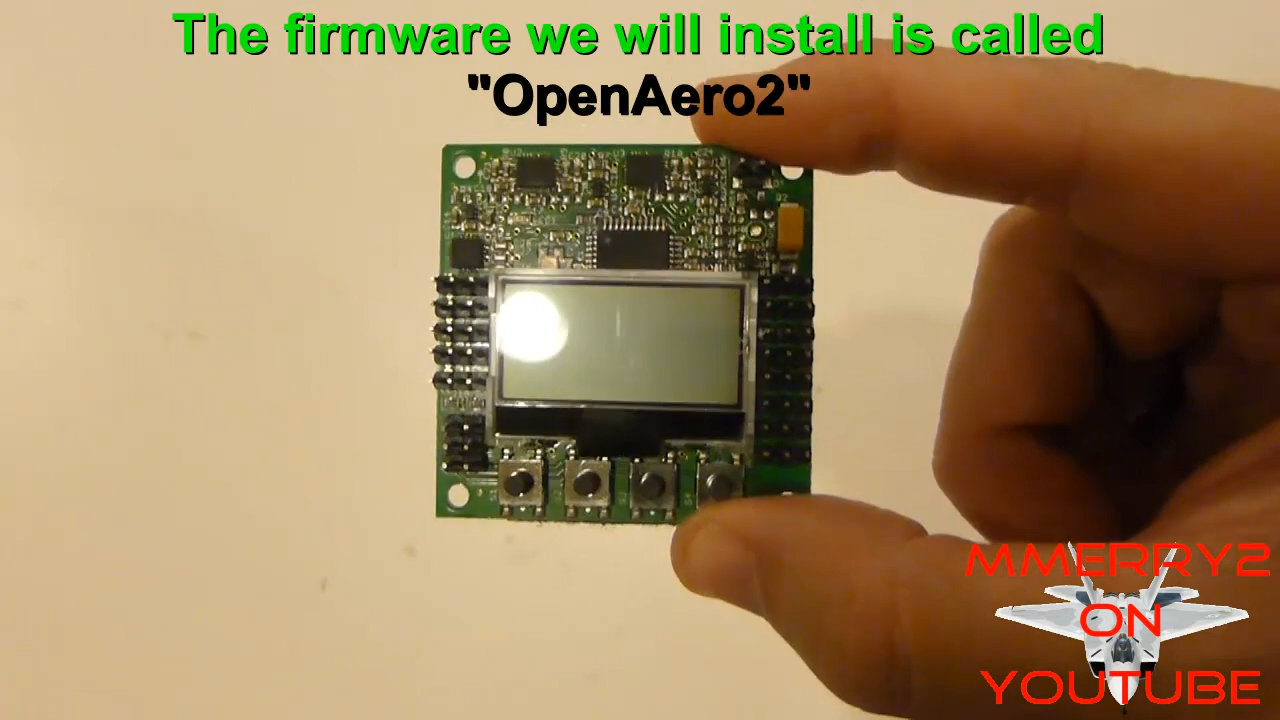 The firmware we will install is called
"OpenAero2"
MMERRY2
ON
YOUTUBE